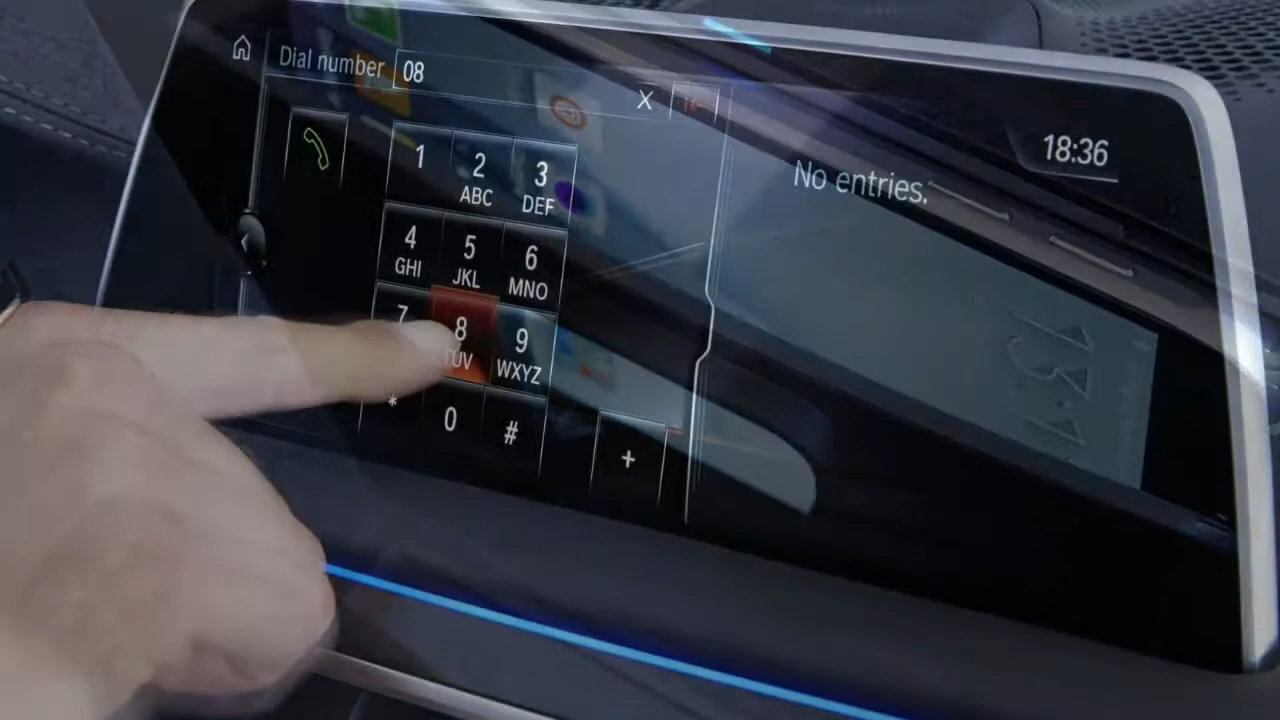 Dial number 08
X
18:36
No entries.
1 2 3
ABC DEF
4 5 6
GHI JKL MNO
7 8 9
TUV WXYZ
* 0 #
+